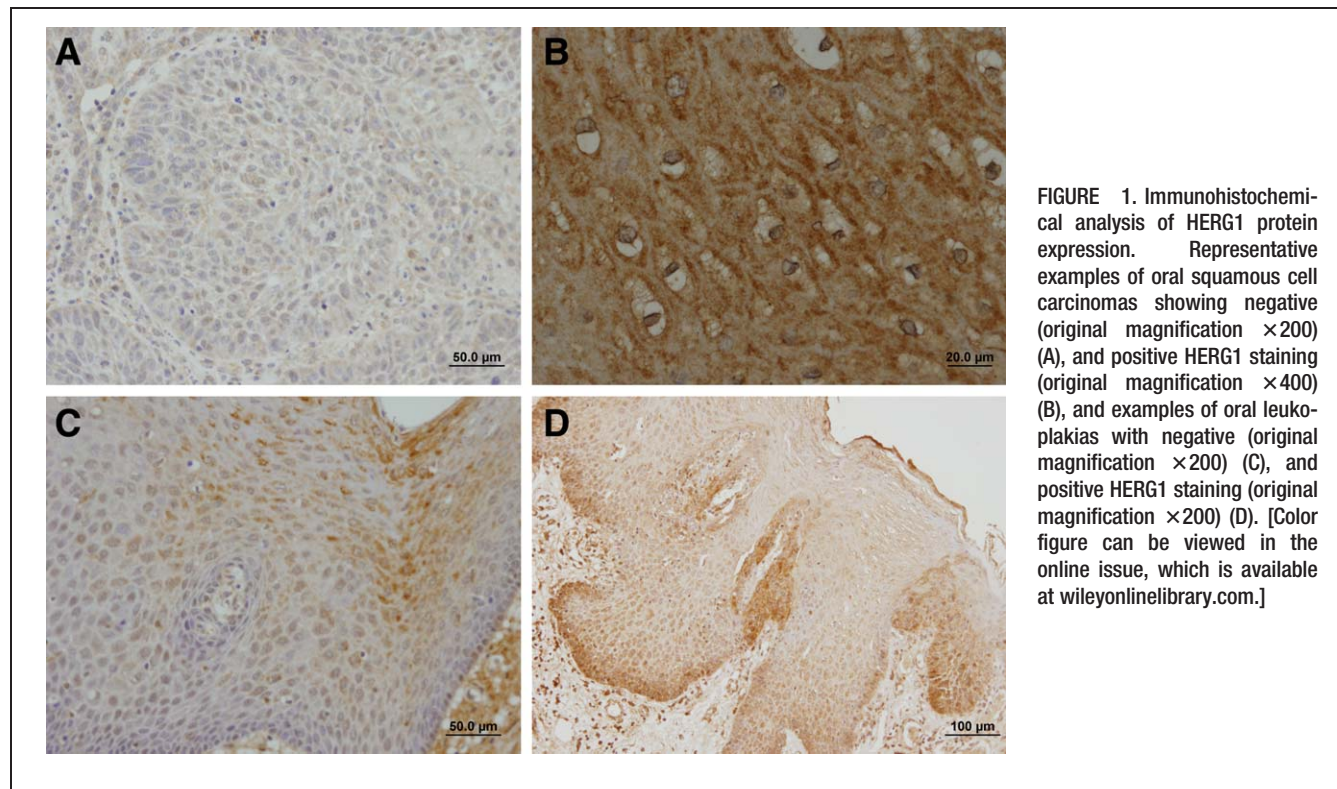 A
B
50.0 µm
20.0 µm
C
D
50.0 µm
100 µm
FIGURE 1. Immunohistochemi-
cal analysis of HERG1 protein
expression. Representative
examples of oral squamous cell
carcinomas showing negative
(original magnification ×200)
(A), and positive HERG1 staining
(original magnification ×400)
(B), and examples of oral leuko-
plakias with negative (original
magnification ×200) (C), and
positive HERG1 staining (original
magnification ×200) (D). [Color
figure can be viewed in the
online issue, which is available
at wileyonlinelibrary.com.]